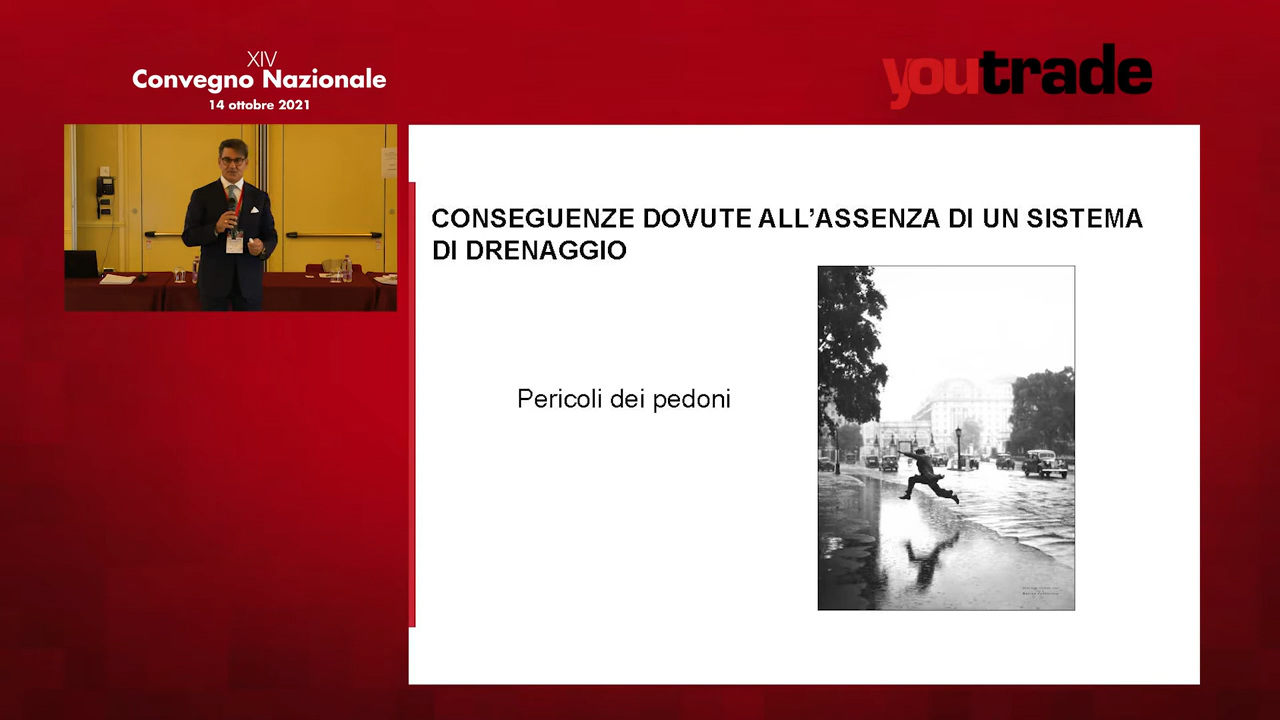 XIV
Convegno Nazionale
14 ottobre 2021
youtrade
CONSEGUENZE DOVUTE ALL’ASSENZA DI UN SISTEMA
DI DRENAGGIO
Pericoli dei pedoni